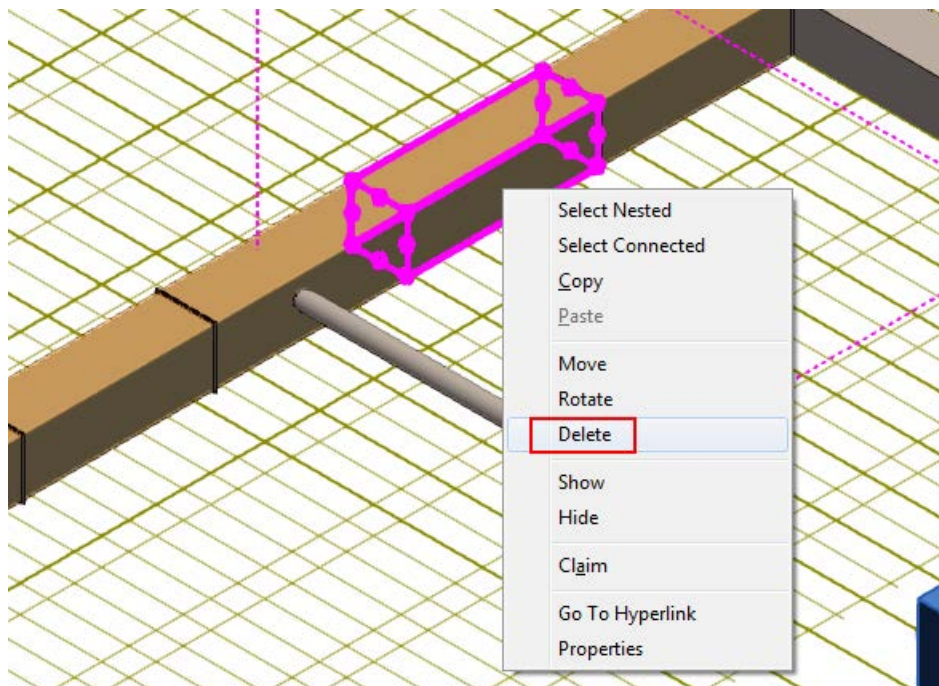 Select Nested
Select Connected
Copy
Paste
Move
Rotate
Delete
Show
Hide
Claim
Go To Hyperlink
Properties